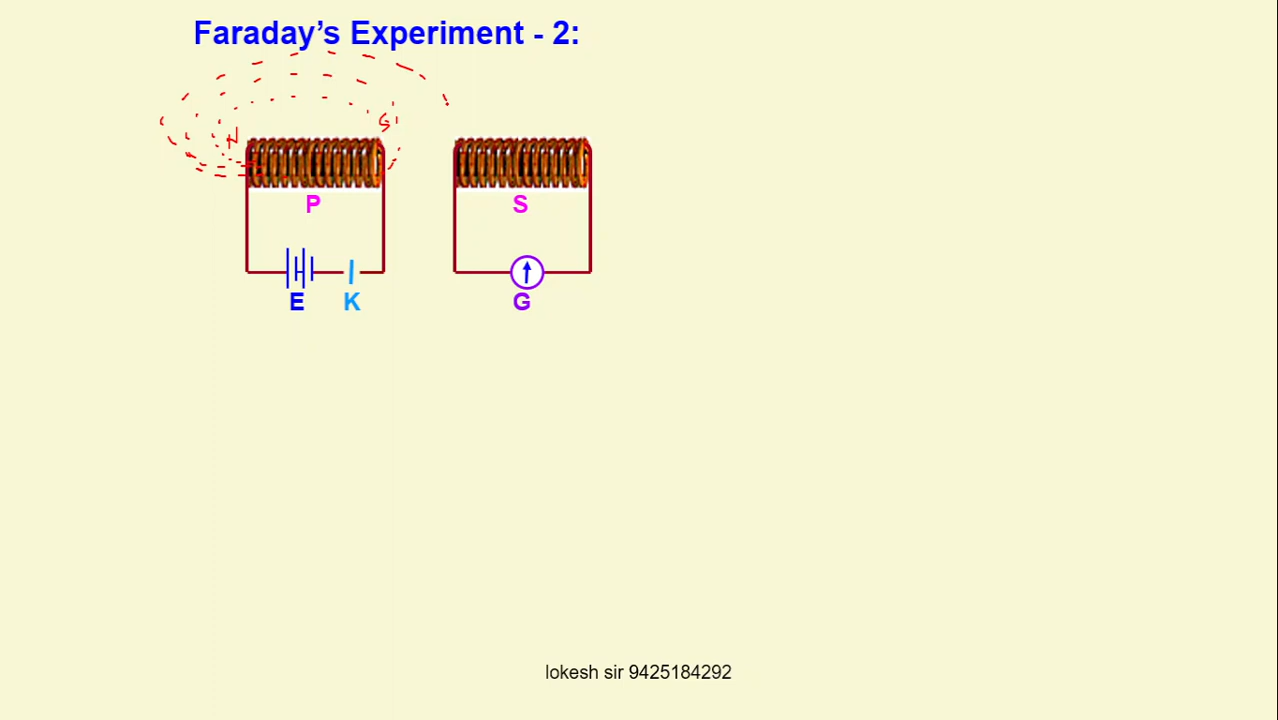 Faraday’s Experiment - 2:
N S
P S
E K G
lokesh sir 9425184292